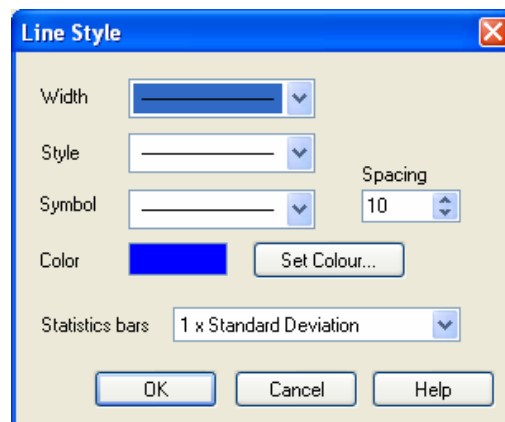 Line Style
Width
Style
Spacing
Symbol
10
Color
Set Colour...
Statistics bars
1 x Standard Deviation
OK
Cancel
Help